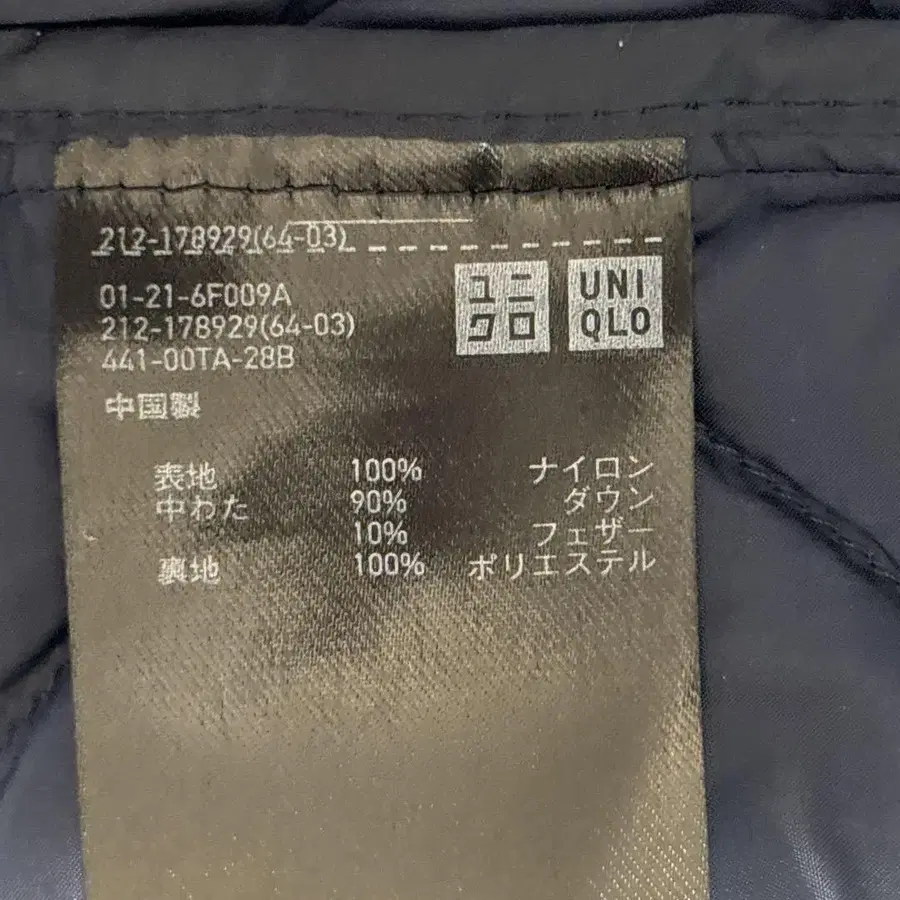 212-178929(64-03)
01-21-6F009A
212-178929(64-03)
441-00TA-28B
ユニクロ
UNIQLO
中国製
表地 100% ナイロン
中わた 90% ダウン
10% フェザー
裏地 100% ポリエステル